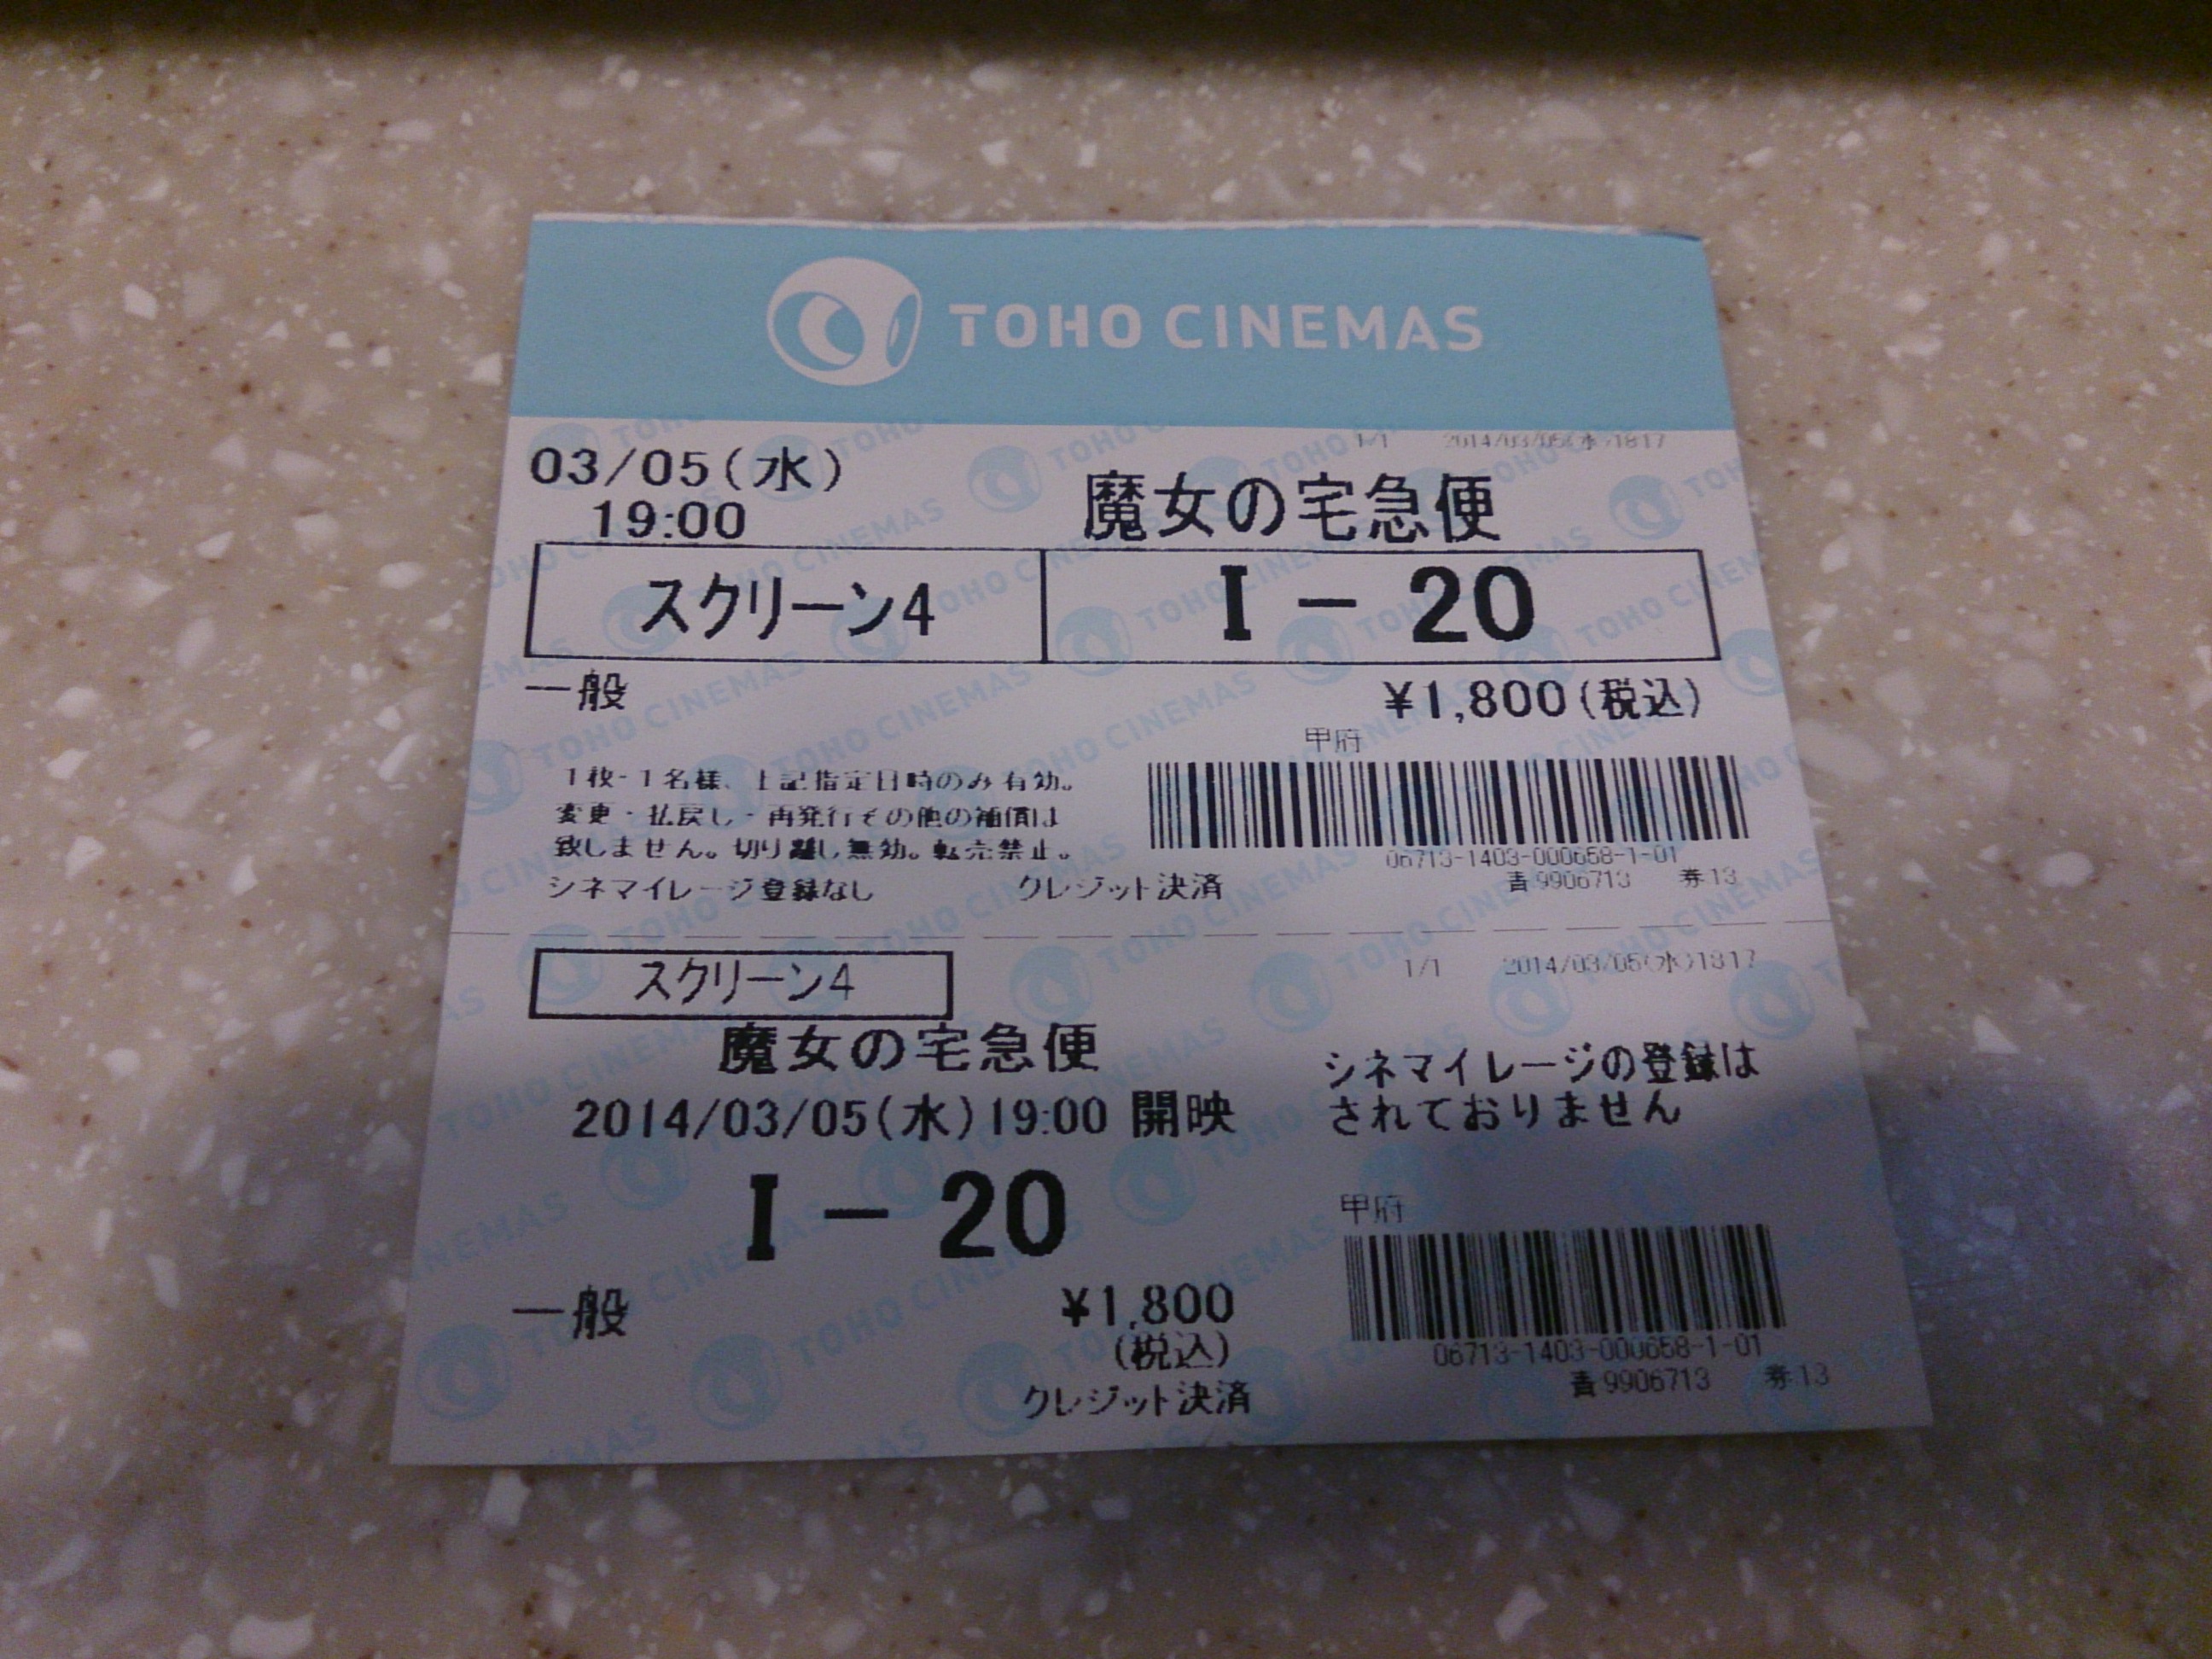 TOHO CINEMAS
1/1 2014/03/05(水)1817
03/05(水)
19:00
魔女の宅急便
スクリーン4 I-20
一般 ¥1,800(税込)
甲府
1枚-1名様、上記指定日時のみ有効。
変更・払戻し・再発行その他の補償は
致しません。切り離し無効。転売禁止。
06713-1403-000658-1-01
青:9906713 券:13
シネマイレージ登録なし クレジット決済
スクリーン4
1/1 2014/03/05(水)1817
魔女の宅急便
2014/03/05(水)19:00 開映
シネマイレージの登録は
されておりません
I-20
甲府
一般 ¥1,800
(税込)
クレジット決済
06713-1403-000658-1-01
青:9906713 券:13